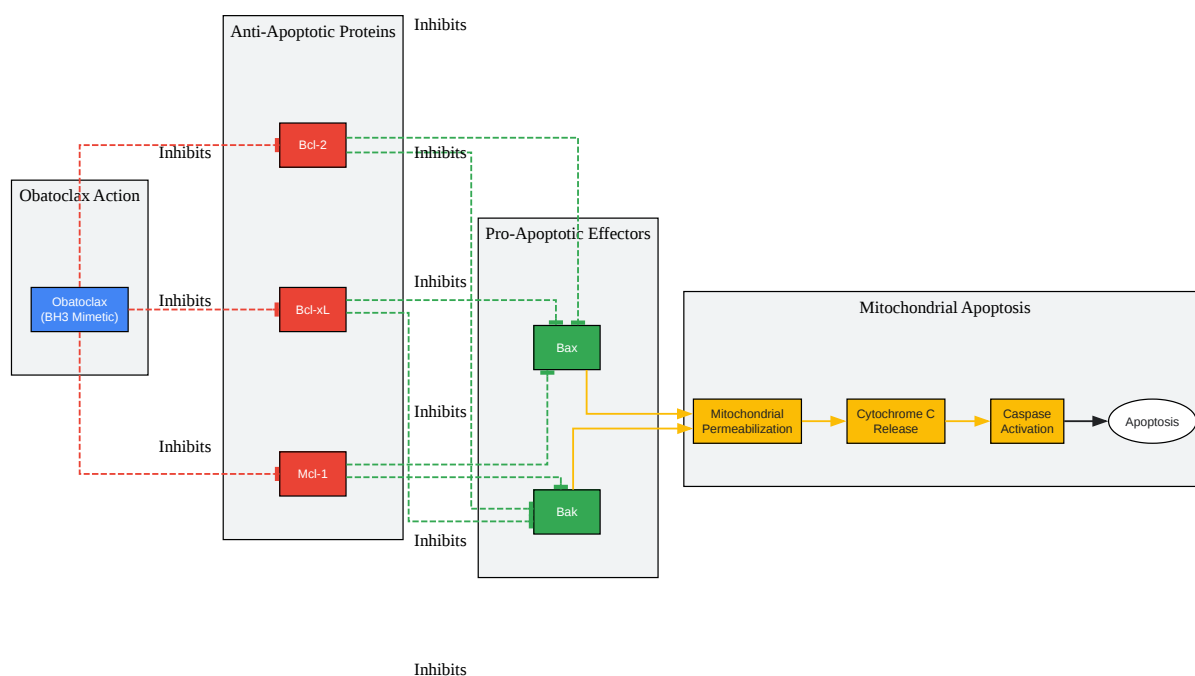 Anti-Apoptotic Proteins
Inhibits
Bcl-2
Inhibits
Inhibits
Obatoclax Action
Pro-Apoptotic Effectors
Inhibits
Inhibits
Obatoclax
(BH3 Mimetic)
Bcl-xL
Mitochondrial Apoptosis
Bax
Inhibits
Mitochondrial
Permeabilization
Cytochrome C
Release
Caspase
Activation
Apoptosis
Inhibits
Mcl-1
Bak
Inhibits
Inhibits